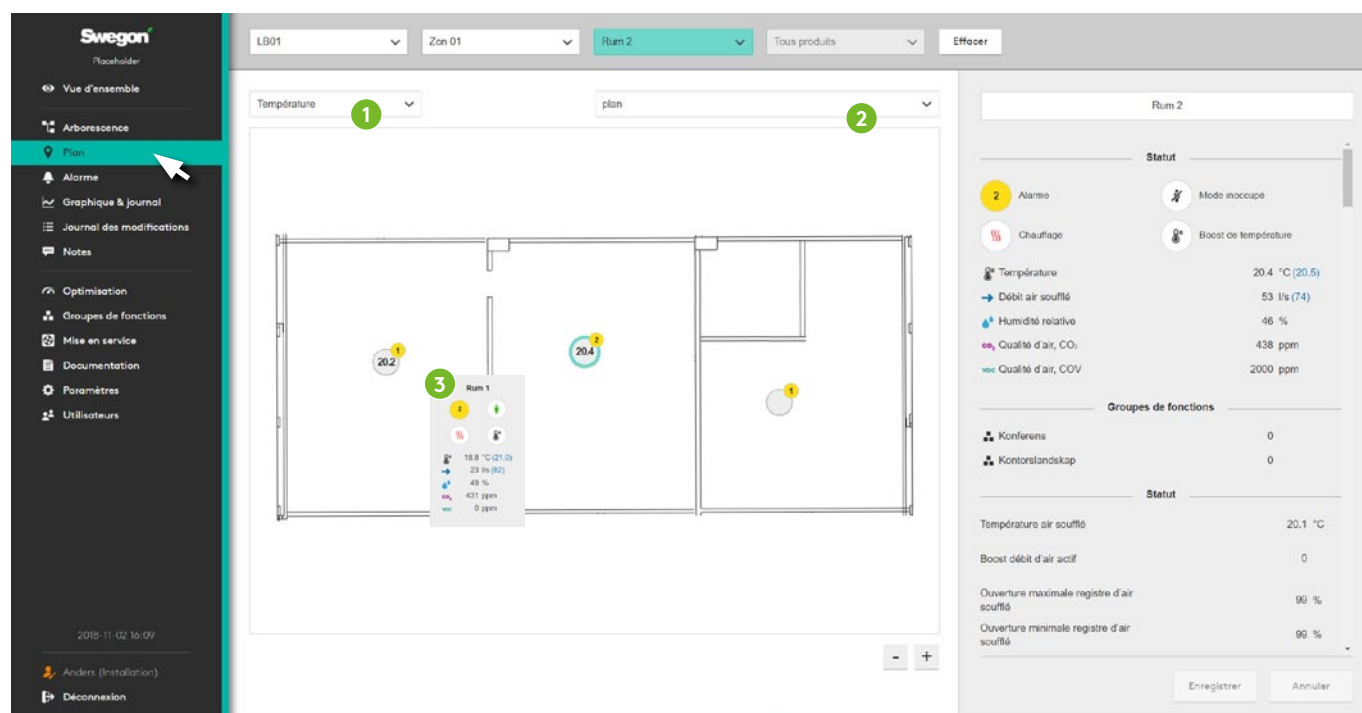 Swegon
Placeholder
Vue d'ensemble
Arborescence
Plan
Alarme
Graphique & journal
Journal des modifications
Notes
Optimisation
Groupes de fonctions
Mise en service
Documentation
Paramètres
Utilisateurs
2018-11-02 16:09
Anders (Installation)
Déconnexion
LB01
Zon 01
Rum 2
Tous produits
Effacer
Température
1
plan
2
20.2
1
20.4
2
1
3
Rum 1
2
18.8 °C (21.0)
23 l/s (82)
49 %
co₂ 431 ppm
voc 0 ppm
Rum 2
Statut
2 Alarme
Mode inoccupé
Chauffage
Boost de température
Température 20.4 °C (20.5)
Débit air soufflé 53 l/s (74)
Humidité relative 46 %
co₂ Qualité d'air, CO₂ 438 ppm
voc Qualité d'air, COV 2000 ppm
Groupes de fonctions
Konferens 0
Kontorslandskap 0
Statut
Température air soufflé 20.1 °C
Boost débit d'air actif 0
Ouverture maximale registre d'air
soufflé 99 %
Ouverture minimale registre d'air
soufflé 99 %
- +
Enregistrer
Annuler